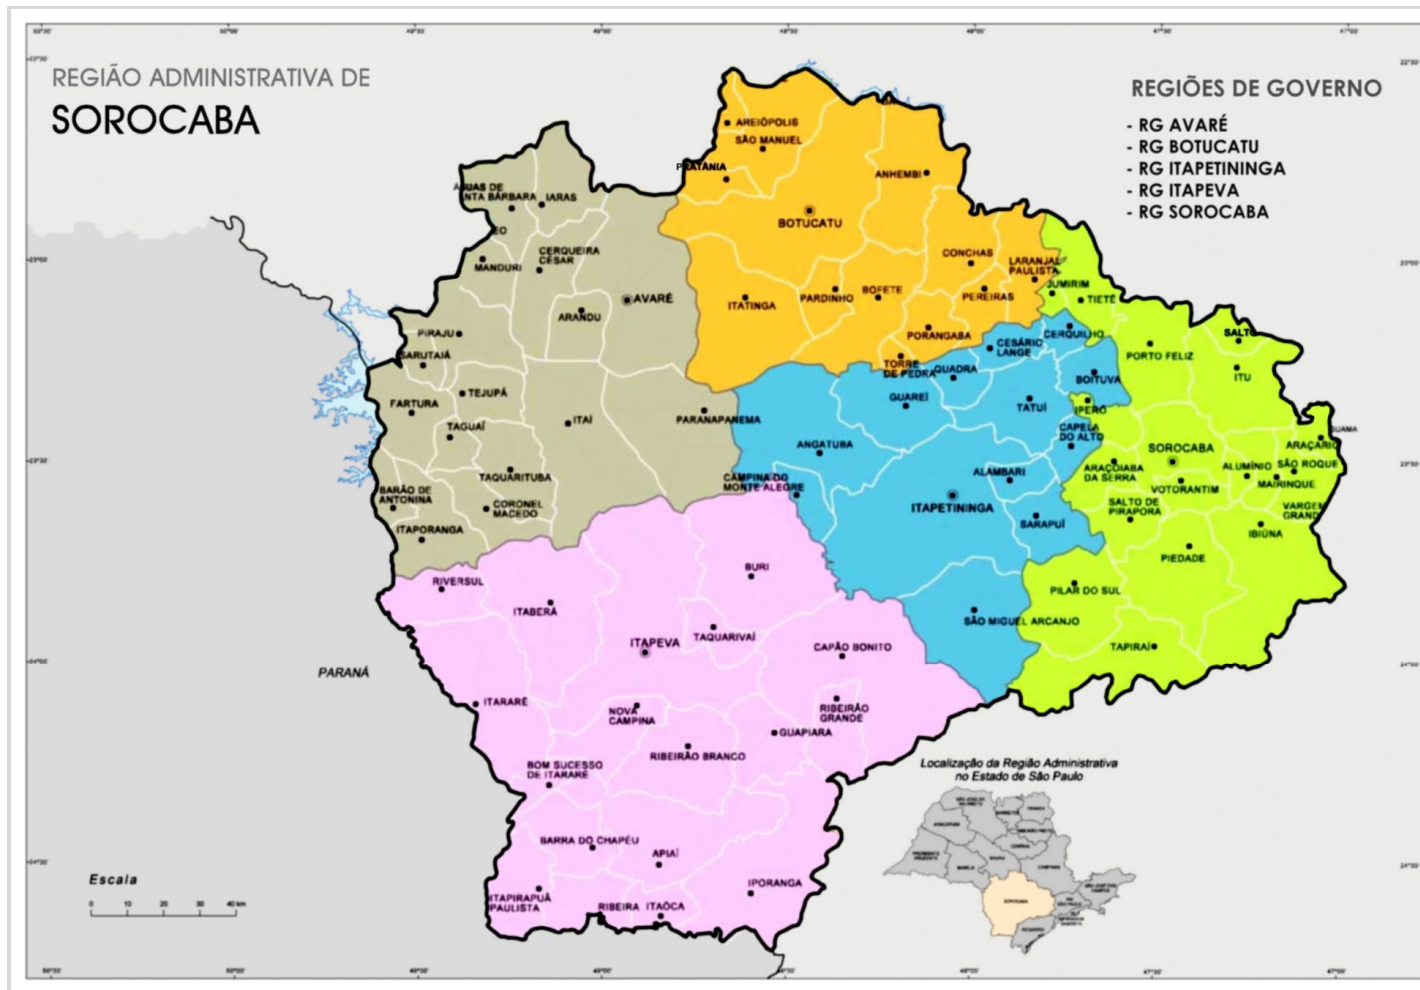 REGIÃO ADMINISTRATIVA DE
SOROCABA
REGIÕES DE GOVERNO
- RG AVARÉ
- RG BOTUCATU
- RG ITAPETININGA
- RG ITAPEVA
- RG SOROCABA
AREIÓPOLIS
SÃO MANUEL
PRATÂNIA
ANHEMBI
BOTUCATU
CONCHAS
LARANJAL
PAULISTA
ITATINGA
PARDINHO
BOFETE
PEREIRAS
PORANGABA
TORRE
DE PEDRA
IARAS
CERQUEIRA
CÉSAR
MANDURI
AVARÉ
ARANDU
PIRAJU
SARUTAIÁ
TEJUPÁ
FARTURA
TAGUAÍ
ITAÍ
PARANAPANEMA
TAQUARITUBA
BARÃO DE
ANTONINA
CORONEL
MACEDO
ITAPORANGA
JUMIRIM
TIETÊ
CERQUILHO
CESÁRIO
LANGE
QUADRA
GUAREÍ
BOITUVA
TATUÍ
IPERÓ
CAPELA
DO ALTO
ANGATUBA
ALAMBARI
CAMPINA DO
MONTE ALEGRE
ITAPETININGA
SARAPUÍ
SÃO MIGUEL ARCANJO
SALTO
PORTO FELIZ
ITU
SOROCABA
ARAÇOIABA
DA SERRA
VOTORANTIM
ALUMÍNIO
SÃO ROQUE
MAIRINQUE
SALTO DE
PIRAPORA
IBIÚNA
PIEDADE
PILAR DO SUL
TAPIRAÍ
RIVERSUL
ITABERÁ
BURI
TAQUARIVAÍ
ITAPEVA
CAPÃO BONITO
ITARARÉ
NOVA
CAMPINA
RIBEIRÃO
GRANDE
GUAPIARA
RIBEIRÃO BRANCO
BOM SUCESSO
DE ITARARÉ
BARRA DO CHAPÉU
APIAÍ
ITAPIRAPUÃ
PAULISTA
RIBEIRA
ITAÓCA
IPORANGA
PARANÁ
Localização da Região Administrativa
no Estado de São Paulo
Escala
0 10 20 30 40 km